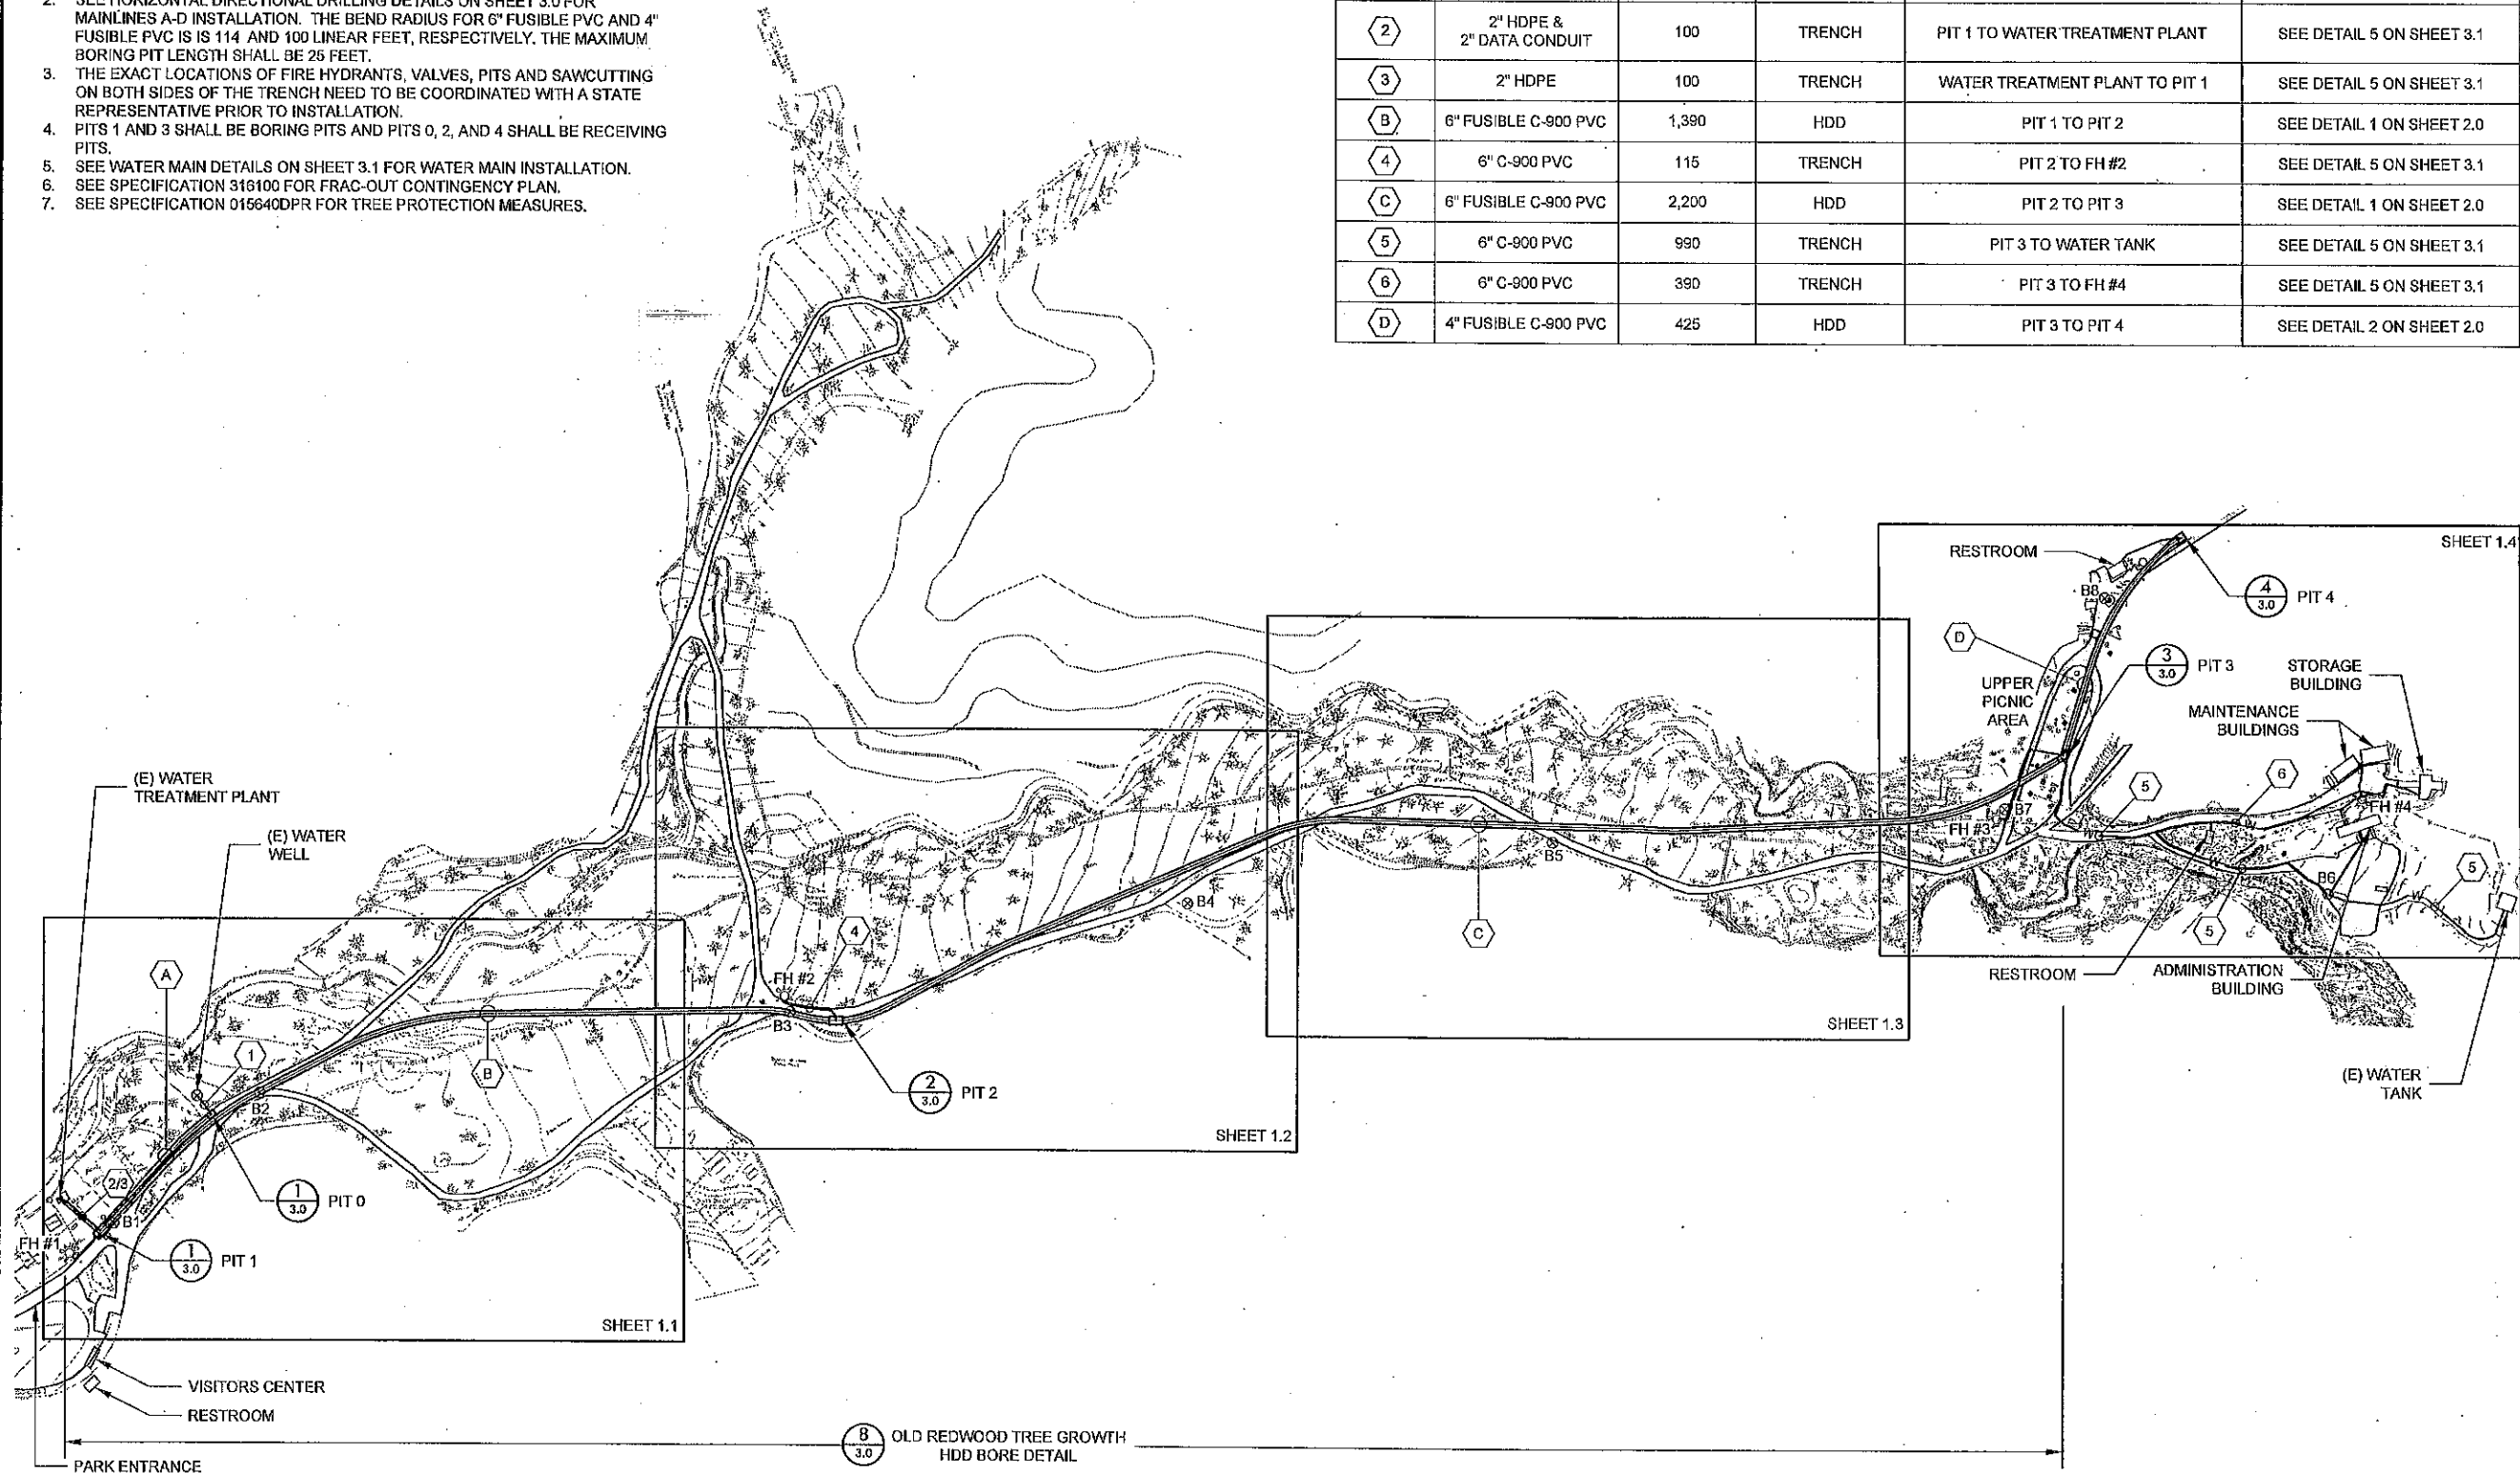 2. SEE HORIZONTAL DIRECTIONAL DRILLING DETAILS ON SHEET 3.0 FOR
MAINLINES A-D INSTALLATION. THE BEND RADIUS FOR 6" FUSIBLE PVC AND 4"
FUSIBLE PVC IS IS 114 AND 100 LINEAR FEET, RESPECTIVELY. THE MAXIMUM
BORING PIT LENGTH SHALL BE 25 FEET.
3. THE EXACT LOCATIONS OF FIRE HYDRANTS, VALVES, PITS AND SAWCUTTING
ON BOTH SIDES OF THE TRENCH NEED TO BE COORDINATED WITH A STATE
REPRESENTATIVE PRIOR TO INSTALLATION.
4. PITS 1 AND 3 SHALL BE BORING PITS AND PITS 0, 2, AND 4 SHALL BE RECEIVING
PITS.
5. SEE WATER MAIN DETAILS ON SHEET 3.1 FOR WATER MAIN INSTALLATION.
6. SEE SPECIFICATION 316100 FOR FRAC-OUT CONTINGENCY PLAN.
7. SEE SPECIFICATION 015640DPR FOR TREE PROTECTION MEASURES.
2 2" HDPE & 2" DATA CONDUIT 100 TRENCH PIT 1 TO WATER TREATMENT PLANT SEE DETAIL 5 ON SHEET 3.1
3 2" HDPE 100 TRENCH WATER TREATMENT PLANT TO PIT 1 SEE DETAIL 5 ON SHEET 3.1
B 6" FUSIBLE C-900 PVC 1,390 HDD PIT 1 TO PIT 2 SEE DETAIL 1 ON SHEET 2.0
4 6" C-900 PVC 115 TRENCH PIT 2 TO FH #2 SEE DETAIL 5 ON SHEET 3.1
C 6" FUSIBLE C-900 PVC 2,200 HDD PIT 2 TO PIT 3 SEE DETAIL 1 ON SHEET 2.0
5 6" C-900 PVC 990 TRENCH PIT 3 TO WATER TANK SEE DETAIL 5 ON SHEET 3.1
6 6" C-900 PVC 390 TRENCH PIT 3 TO FH #4 SEE DETAIL 5 ON SHEET 3.1
D 4" FUSIBLE C-900 PVC 425 HDD PIT 3 TO PIT 4 SEE DETAIL 2 ON SHEET 2.0
SHEET 1.4
RESTROOM
B8
4
3.0
PIT 4
D
3
3.0
PIT 3
STORAGE
BUILDING
UPPER
PICNIC
AREA
MAINTENANCE
BUILDINGS
(E) WATER
TREATMENT PLANT
(E) WATER
WELL
5
6
FH #4
B7
FH #3
B5
B6
5
B4
4
C
5
A
RESTROOM
ADMINISTRATION
BUILDING
FH #2
B3
SHEET 1.3
1
B
B2
2
3.0
PIT 2
(E) WATER
TANK
SHEET 1.2
2/3
1
3.0
PIT 0
B1
FH #1
1
3.0
PIT 1
SHEET 1.1
VISITORS CENTER
RESTROOM
8
3.0
OLD REDWOOD TREE GROWTH
HDD BORE DETAIL
PARK ENTRANCE